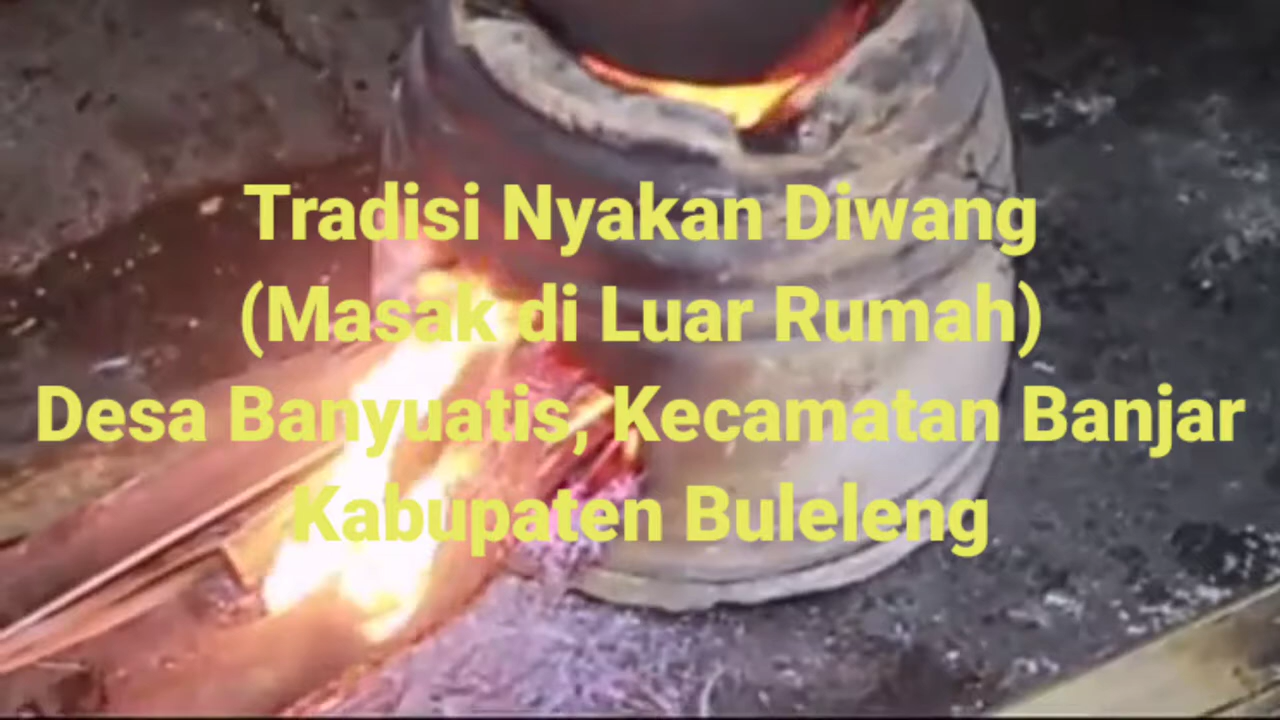 Tradisi Nyakan Diwang
(Masak di Luar Rumah)
Desa Banyuatis, Kecamatan Banjar
Kabupaten Buleleng